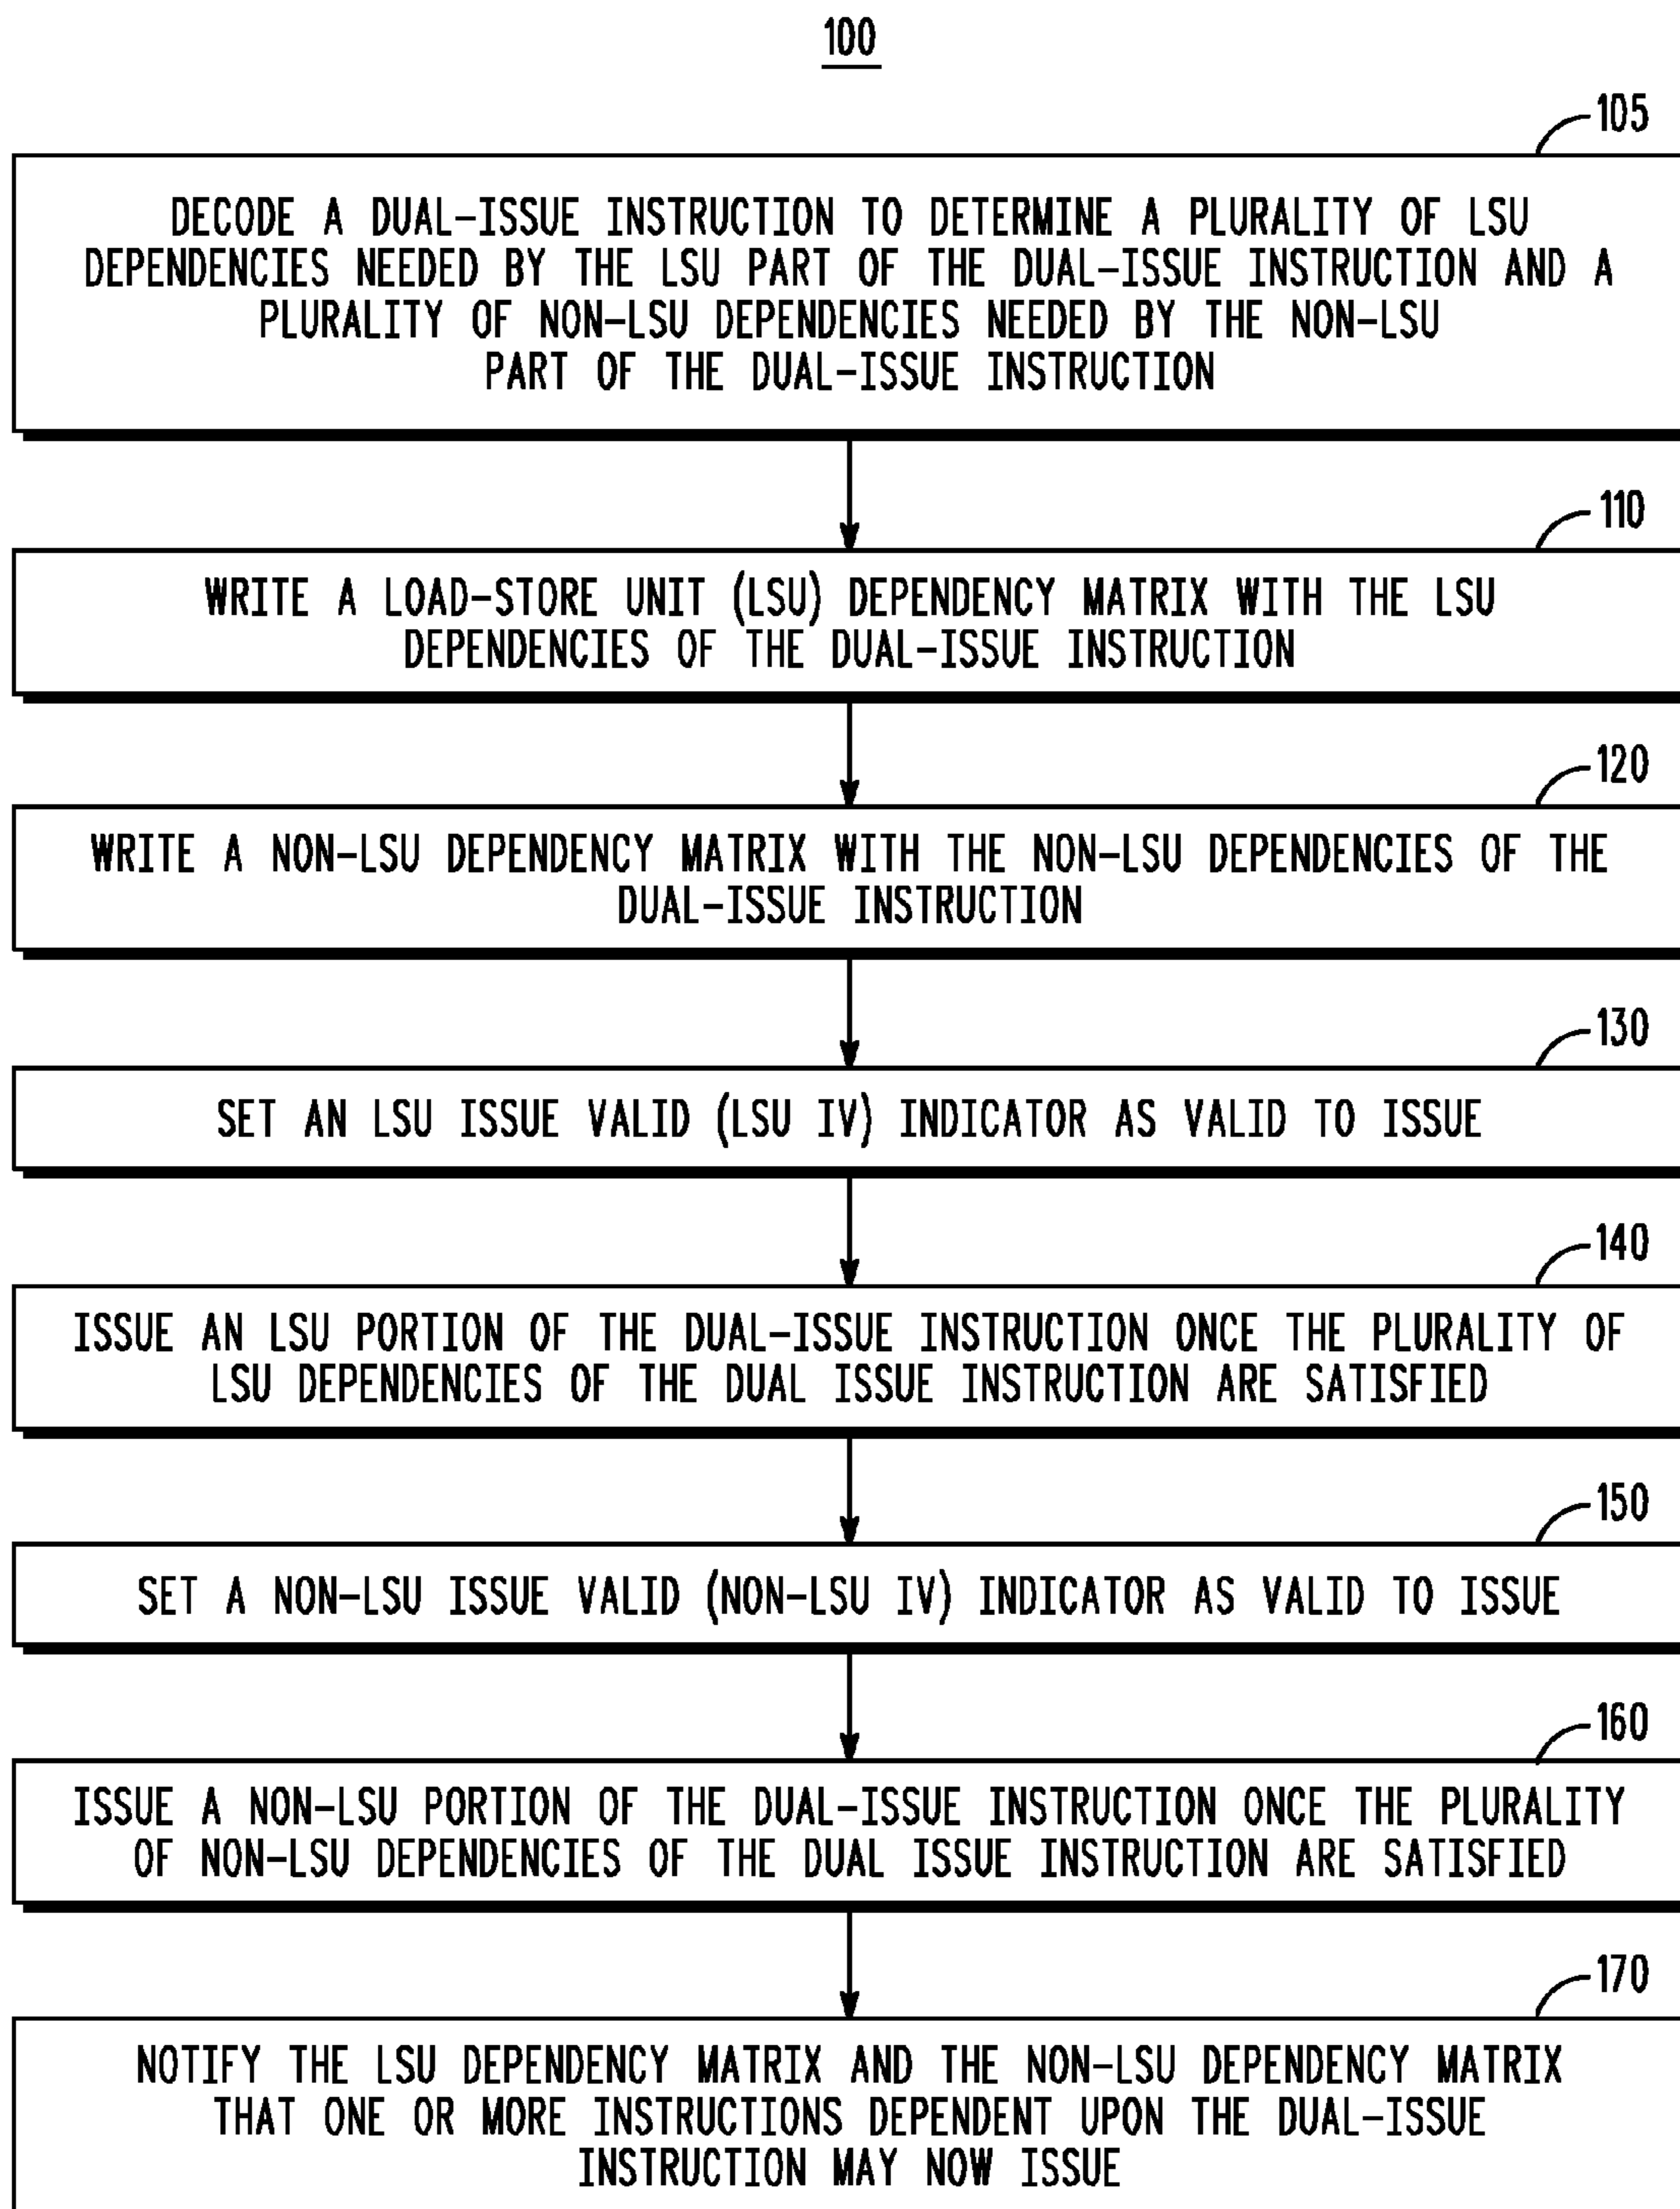 100
105
DECODE A DUAL-ISSUE INSTRUCTION TO DETERMINE A PLURALITY OF LSU
DEPENDENCIES NEEDED BY THE LSU PART OF THE DUAL-ISSUE INSTRUCTION AND A
PLURALITY OF NON-LSU DEPENDENCIES NEEDED BY THE NON-LSU
PART OF THE DUAL-ISSUE INSTRUCTION
110
WRITE A LOAD-STORE UNIT (LSU) DEPENDENCY MATRIX WITH THE LSU
DEPENDENCIES OF THE DUAL-ISSUE INSTRUCTION
120
WRITE A NON-LSU DEPENDENCY MATRIX WITH THE NON-LSU DEPENDENCIES OF THE
DUAL-ISSUE INSTRUCTION
130
SET AN LSU ISSUE VALID (LSU IV) INDICATOR AS VALID TO ISSUE
140
ISSUE AN LSU PORTION OF THE DUAL-ISSUE INSTRUCTION ONCE THE PLURALITY OF
LSU DEPENDENCIES OF THE DUAL ISSUE INSTRUCTION ARE SATISFIED
150
SET A NON-LSU ISSUE VALID (NON-LSU IV) INDICATOR AS VALID TO ISSUE
160
ISSUE A NON-LSU PORTION OF THE DUAL-ISSUE INSTRUCTION ONCE THE PLURALITY
OF NON-LSU DEPENDENCIES OF THE DUAL ISSUE INSTRUCTION ARE SATISFIED
170
NOTIFY THE LSU DEPENDENCY MATRIX AND THE NON-LSU DEPENDENCY MATRIX
THAT ONE OR MORE INSTRUCTIONS DEPENDENT UPON THE DUAL-ISSUE
INSTRUCTION MAY NOW ISSUE